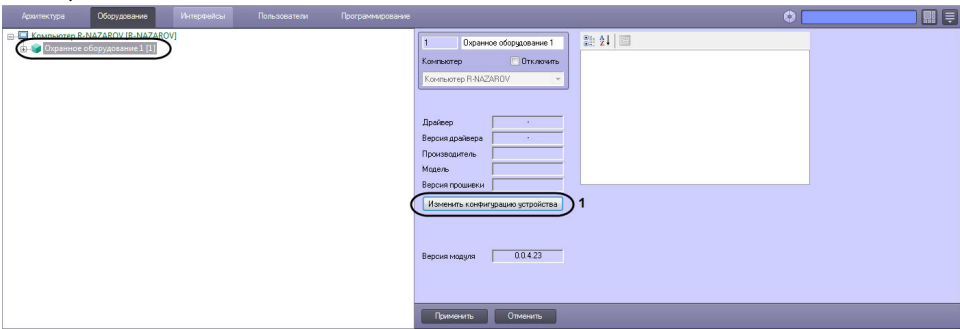 Архитектура Оборудование Интерфейсы Пользователи Программирование
Компьютер R-NAZAROV [R-NAZAROV]
Охранное оборудование 1 [1]
1 Охранное оборудование 1
Компьютер Отключить
Компьютер R-NAZAROV
Драйвер -
Версия драйвера -
Производитель
Модель
Версия прошивки
Изменить конфигурацию устройства 1
Версия модуля 0.0.4.23
Применить Отменить